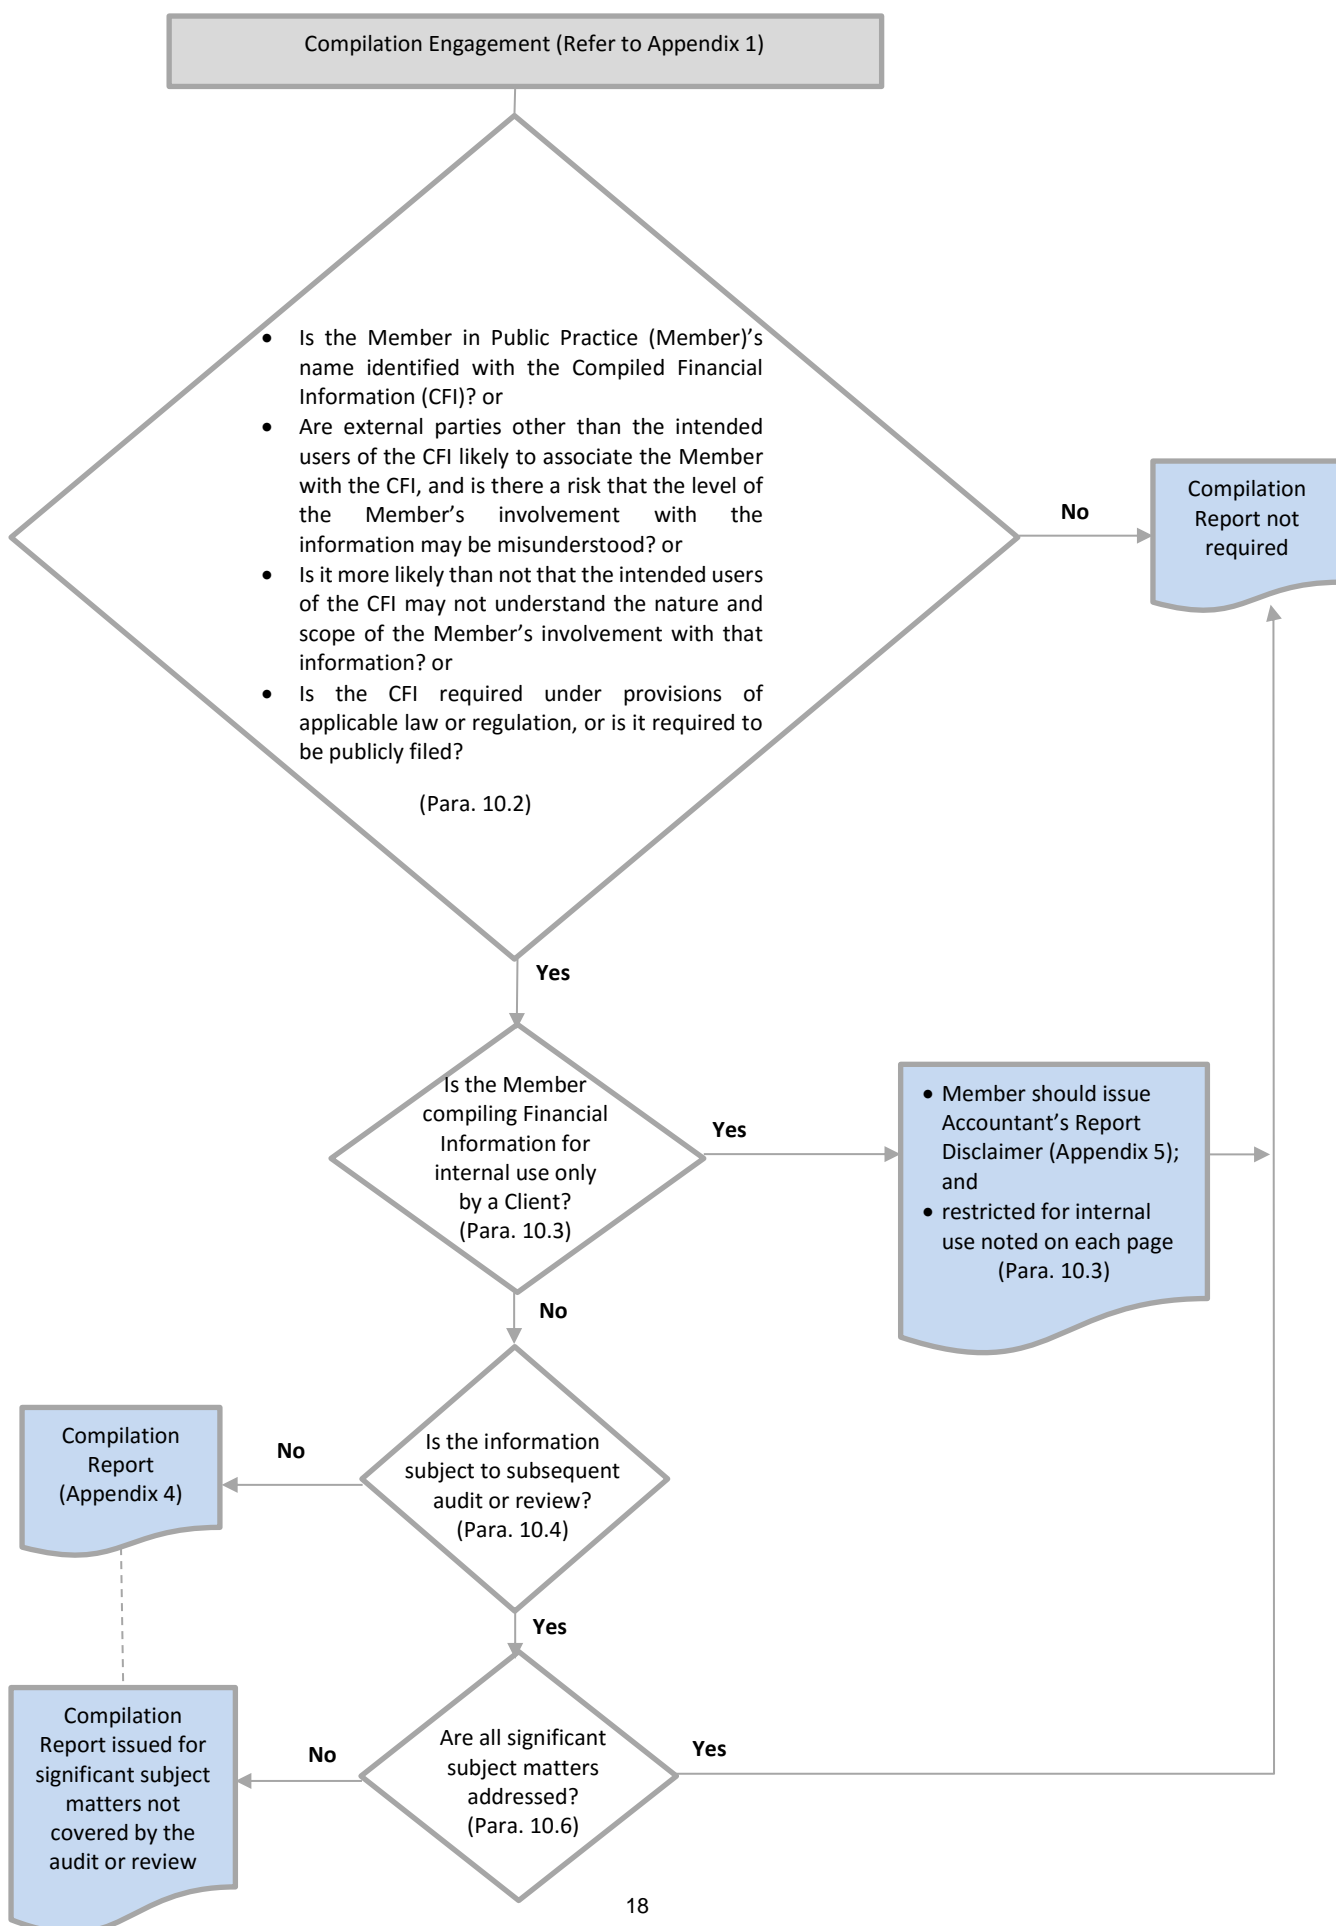 Compilation Engagement (Refer to Appendix 1)
• Is the Member in Public Practice (Member)’s
name identified with the Compiled Financial
Information (CFI)? or
• Are external parties other than the intended
users of the CFI likely to associate the Member
with the CFI, and is there a risk that the level of
the Member’s involvement with the
information may be misunderstood? or
• Is it more likely than not that the intended users
of the CFI may not understand the nature and
scope of the Member’s involvement with that
information? or
• Is the CFI required under provisions of
applicable law or regulation, or is it required to
be publicly filed?
(Para. 10.2)
No
Compilation
Report not
required
Yes
Is the Member
compiling Financial
Information for
internal use only
by a Client?
(Para. 10.3)
Yes
• Member should issue
Accountant’s Report
Disclaimer (Appendix 5);
and
• restricted for internal
use noted on each page
(Para. 10.3)
No
Is the information
subject to subsequent
audit or review?
(Para. 10.4)
No
Compilation
Report
(Appendix 4)
Yes
Are all significant
subject matters
addressed?
(Para. 10.6)
Yes
No
Compilation
Report issued for
significant subject
matters not
covered by the
audit or review
18